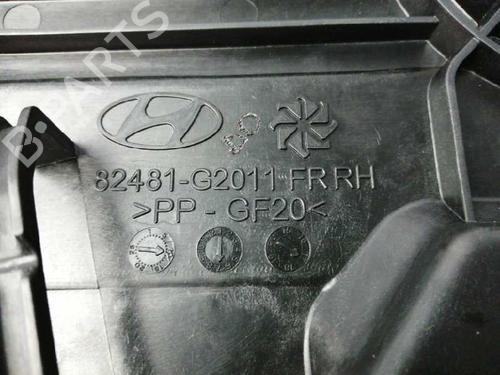 B-PARTS
82481-G2011 FR RH
>PP - GF20<